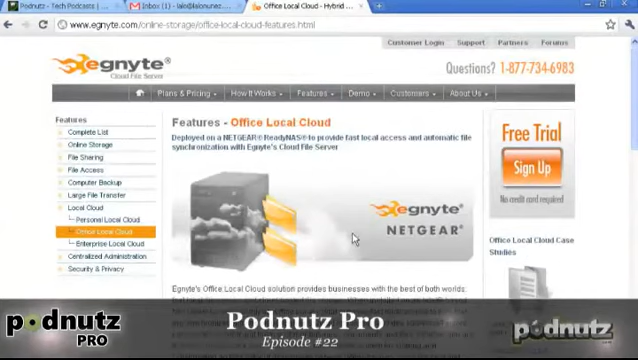 Podnutz - Tech Podcasts
Inbox (1) - lalo@lalonunez.
Office Local Cloud - Hybrid
www.egnyte.com/online-storage/office-local-cloud-features.html
Customer Login Support Partners Forums
egnyte®
Cloud File Server
Questions? 1-877-734-6983
Plans & Pricing How It Works Features Demo Customers About Us
Features
Complete List
Online Storage
File Sharing
File Access
Computer Backup
Large File Transfer
Local Cloud
Personal Local Cloud
Office Local Cloud
Enterprise Local Cloud
Centralized Administration
Security & Privacy
Features - Office Local Cloud
Deployed on a NETGEAR® ReadyNAS® to provide fast local access and automatic file
synchronization with Egnyte's Cloud File Server
egnyte®
NETGEAR®
Egnyte's Office Local Cloud solution provides businesses with the best of both worlds:
Free Trial
Sign Up
No credit card required
Office Local Cloud Case
Studies
podnutz
PRO
Podnutz Pro
Episode #22
podnutz